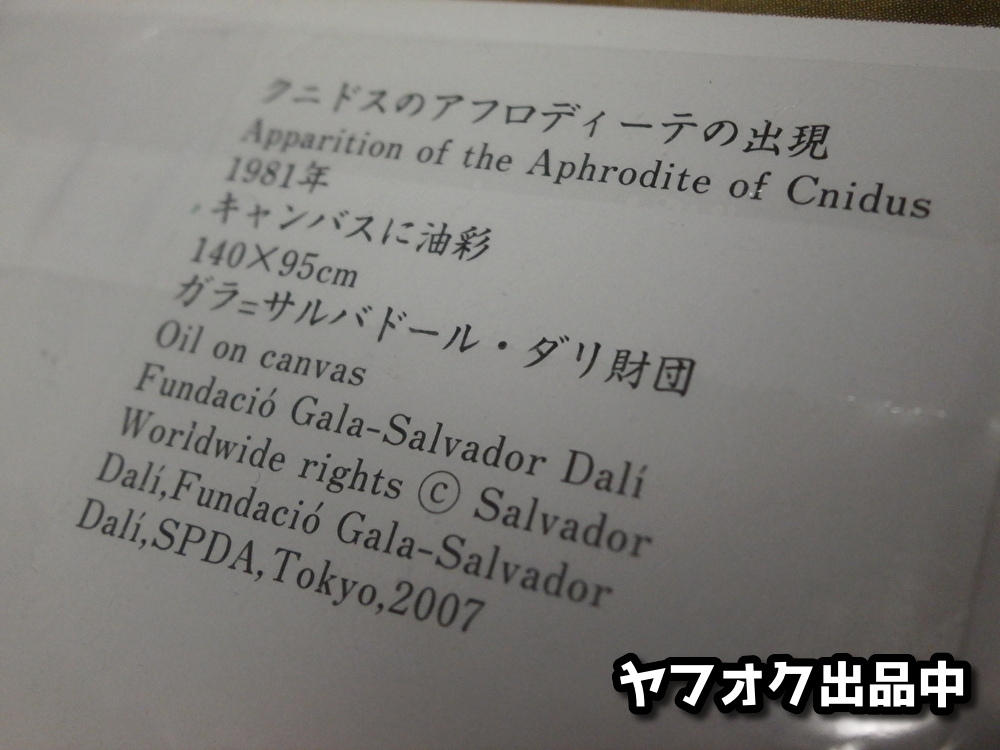 クニドスのアフロディーテの出現
Apparition of the Aphrodite of Cnidus
1981年
キャンバスに油彩
140×95cm
ガラ=サルバドール・ダリ財団
Oil on canvas
Fundació Gala-Salvador Dalí
Worldwide rights © Salvador
Dalí,Fundació Gala-Salvador
Dalí,SPDA,Tokyo,2007
ヤフオク出品中